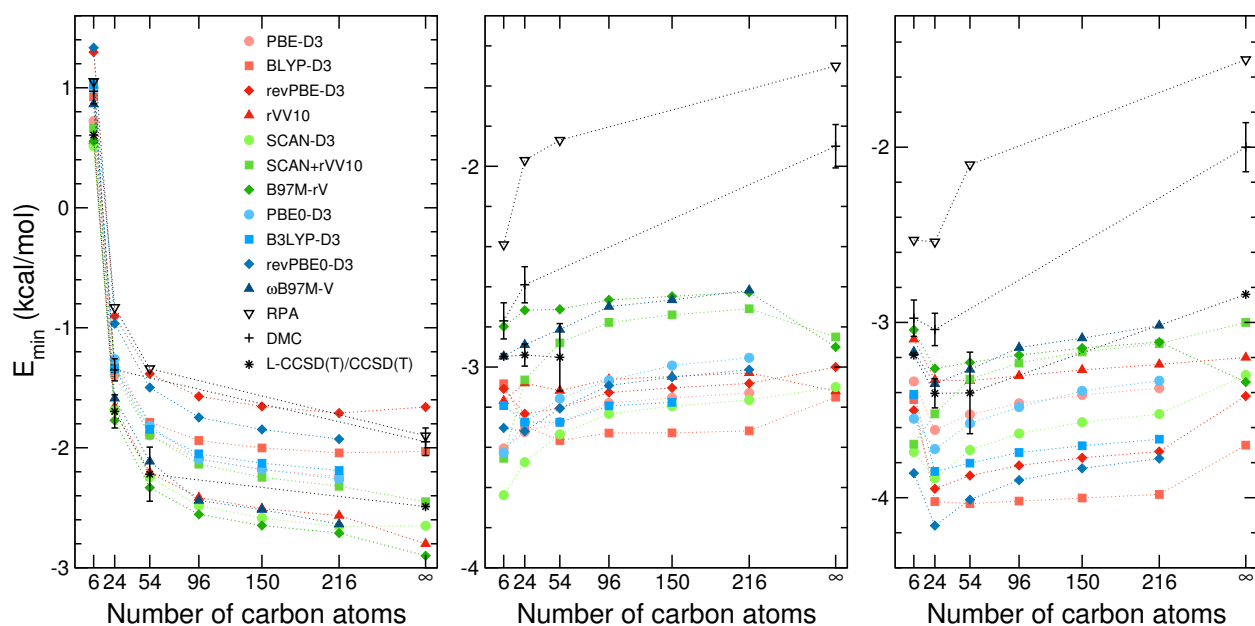 E_min (kcal/mol)
1
0
-1
-2
-3
6 24 54 96 150 216 ∞
Number of carbon atoms
PBE-D3
BLYP-D3
revPBE-D3
rVV10
SCAN-D3
SCAN+rVV10
B97M-rV
PBE0-D3
B3LYP-D3
revPBE0-D3
ωB97M-V
RPA
DMC
L-CCSD(T)/CCSD(T)
-2
-3
-4
6 24 54 96 150 216 ∞
Number of carbon atoms
-2
-3
-4
6 24 54 96 150 216 ∞
Number of carbon atoms